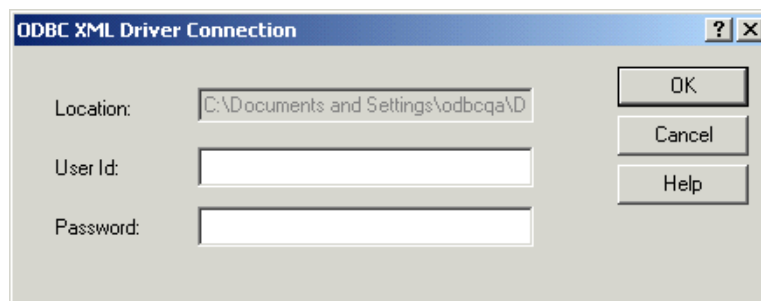 ODBC XML Driver Connection
?
Location:
C:\Documents and Settings\odbcqa\D
OK
Cancel
User Id:
Help
Password: